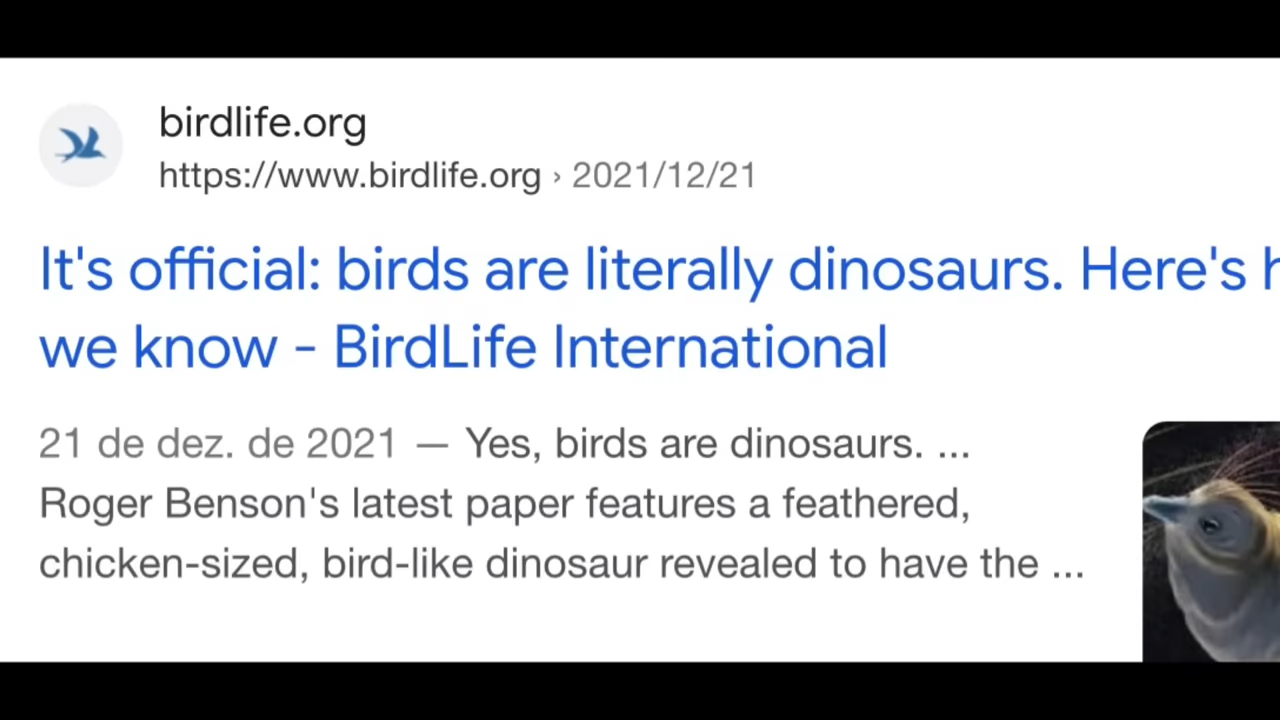 birdlife.org
https://www.birdlife.org › 2021/12/21
It's official: birds are literally dinosaurs. Here's
we know - BirdLife International
21 de dez. de 2021 — Yes, birds are dinosaurs. ...
Roger Benson's latest paper features a feathered,
chicken-sized, bird-like dinosaur revealed to have the ...